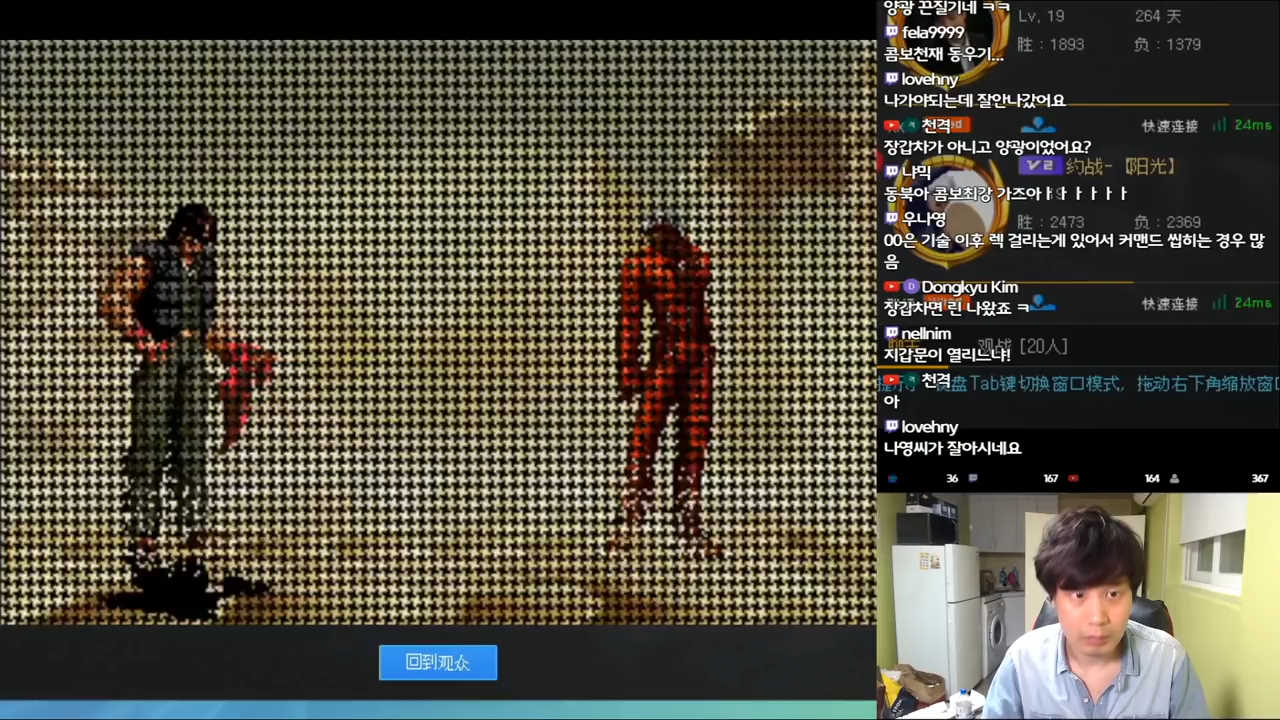 양광 끈질기네 ㅋㅋ
Lv. 19
264 天
fela9999
胜：1893
负：1379
콤보천재 동우기...
lovehny
나가야되는데 잘안나갔어요
천격
快速连接
24ms
장갑차가 아니고 양광이었어요?
냐믹
V2
约战-【阳光】
동북아 콤보최강 가즈아ㅏㅏㅏㅏㅏㅏ
우나영
胜：2473
负：2369
00은 기술 이후 렉 걸리는게 있어서 커맨드 씹히는 경우 많
음
Dongkyu Kim
장갑차면 린 나왔죠 ㅋ
快速连接
24ms
nellnim
观战 [20人]
지갑문이 열리느냐!
천격
盘Tab键切换窗口模式, 拖动右下角缩放窗口
아
lovehny
나영씨가 잘아시네요
36
167
164
367
回到观众